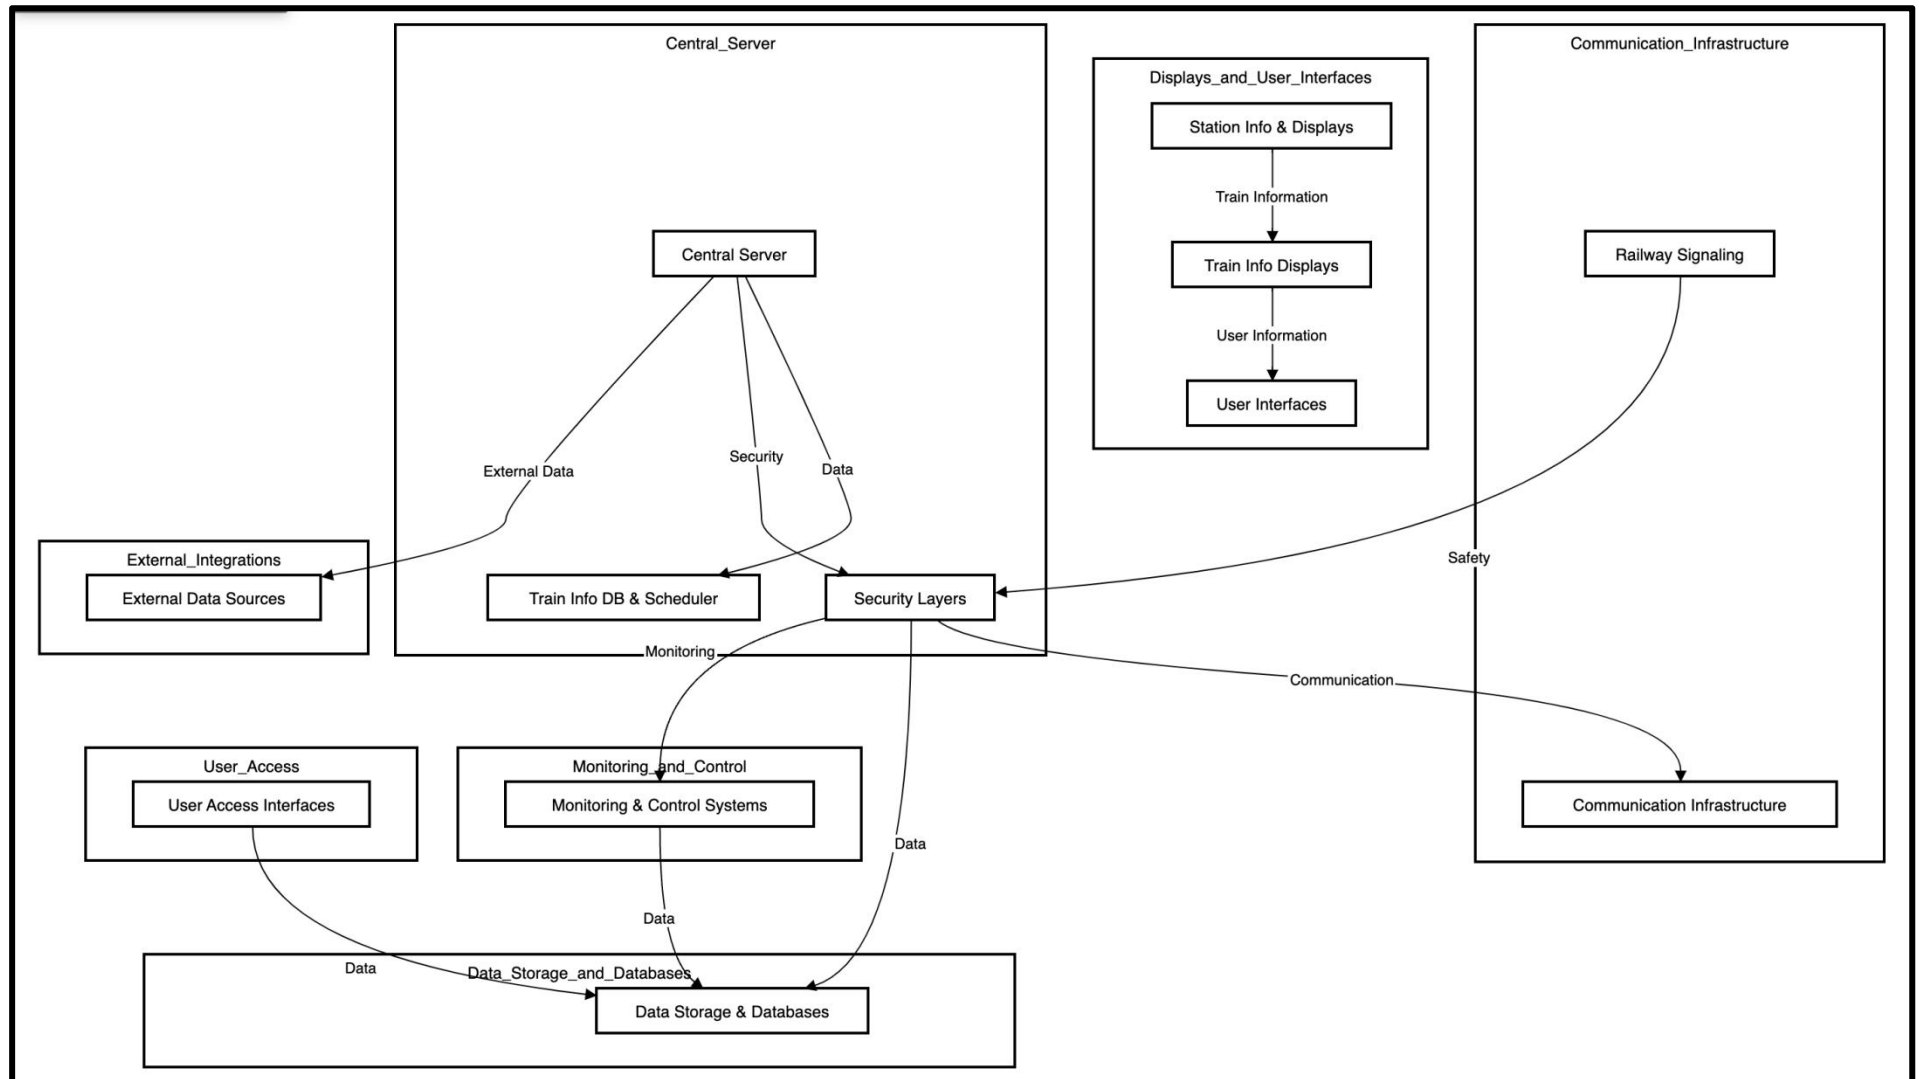 Central_Server
Communication_Infrastructure
Displays_and_User_Interfaces
Station Info & Displays
Train Information
Central Server
Railway Signaling
Train Info Displays
User Information
User Interfaces
Security
Data
External Data
Safety
External_Integrations
External Data Sources
Train Info DB & Scheduler
Security Layers
Monitoring
Communication
User_Access
Monitoring_and_Control
User Access Interfaces
Monitoring & Control Systems
Communication Infrastructure
Data
Data
Data
Data_Storage_and_Databases
Data Storage & Databases